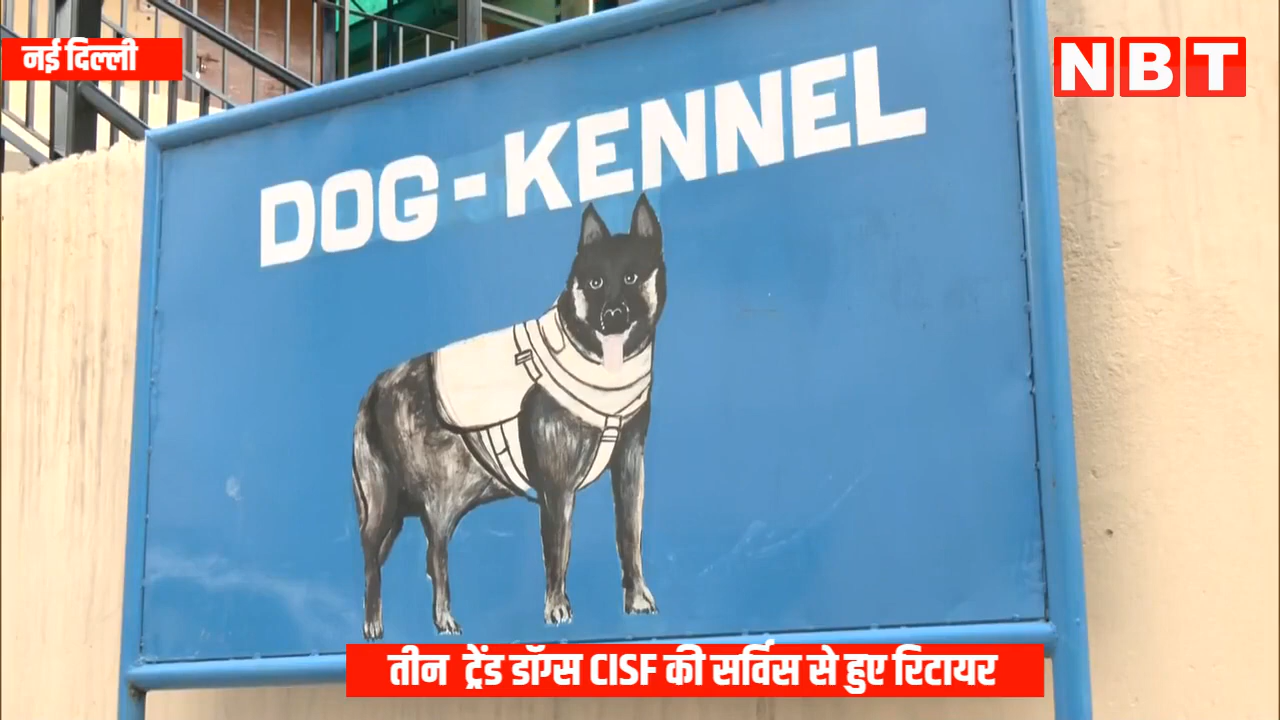 नई दिल्ली
NBT
DOG-KENNEL
तीन ट्रेंड डॉग्स CISF की सर्विस से हुए रिटायर